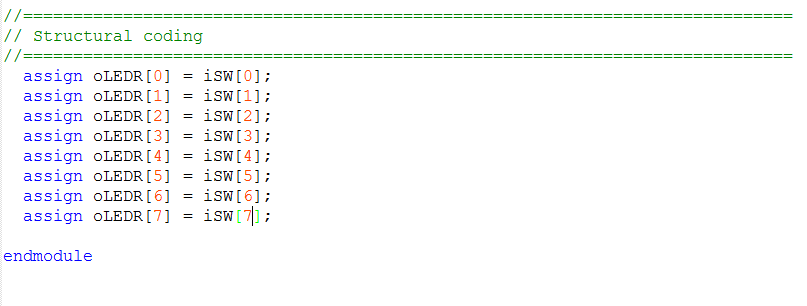 //=============================================================================
// Structural coding
//=============================================================================
assign oLEDR[0] = iSW[0];
assign oLEDR[1] = iSW[1];
assign oLEDR[2] = iSW[2];
assign oLEDR[3] = iSW[3];
assign oLEDR[4] = iSW[4];
assign oLEDR[5] = iSW[5];
assign oLEDR[6] = iSW[6];
assign oLEDR[7] = iSW[7];
endmodule